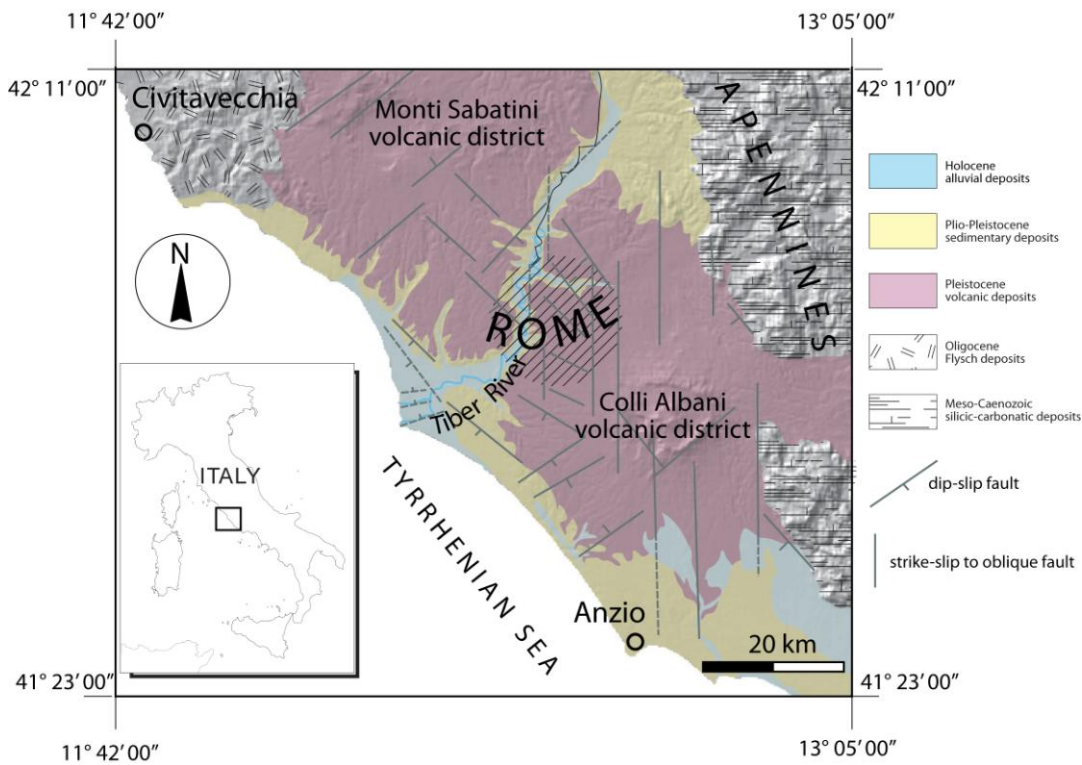 11° 42' 00”
13° 05' 00”
42° 11' 00”
42° 11' 00”
Civitavecchia
Monti Sabatini
volcanic district
APENNINES
N
ROME
Tiber River
Colli Albani
volcanic district
ITALY
TYRRHENIAN SEA
Anzio
20 km
41° 23' 00”
41° 23' 00”
11° 42' 00”
13° 05' 00”
Holocene
alluvial deposits
Plio-Pleistocene
sedimentary deposits
Pleistocene
volcanic deposits
Oligocene
Flysch deposits
Meso-Caenozoic
silicic-carbonatic deposits
dip-slip fault
strike-slip to oblique fault